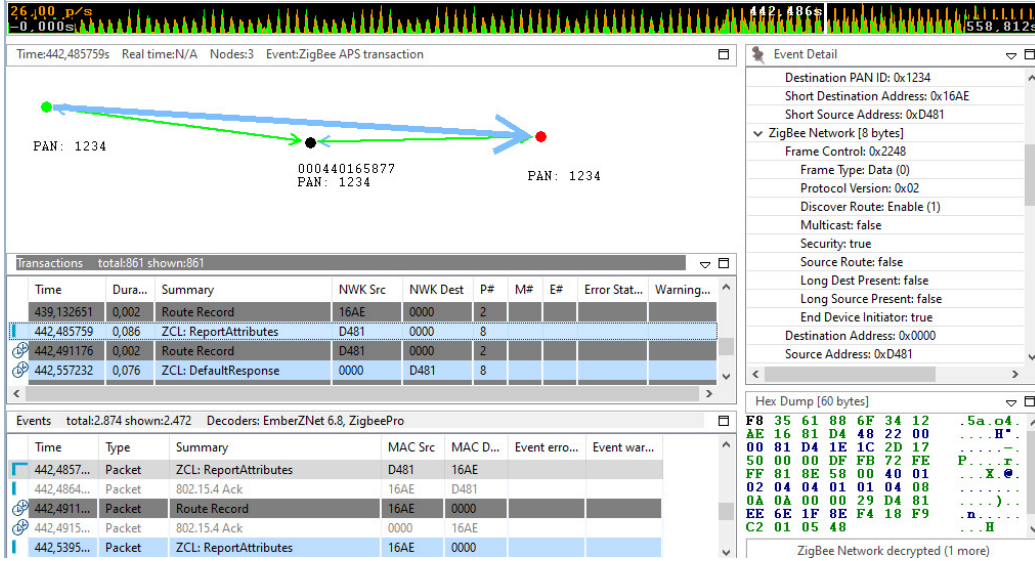 26,00 p/s
-0,000s
442,486s
558,812s
Time:442,485759s Real time:N/A Nodes:3 Event:ZigBee APS transaction
PAN: 1234
000440165877
PAN: 1234
PAN: 1234
Transactions total:861 shown:861
Time Dura... Summary NWK Src NWK Dest P# M# E# Error Stat... Warning...
439,132651 0,002 Route Record 16AE 0000 2
442,485759 0,086 ZCL: ReportAttributes D481 0000 8
442,491176 0,002 Route Record D481 0000 2
442,557232 0,076 ZCL: DefaultResponse 0000 D481 8
Events total:2.874 shown:2.472 Decoders: EmberZNet 6.8, ZigbeePro
Time Type Summary MAC Src MAC D... Event erro... Event war...
442,4857... Packet ZCL: ReportAttributes D481 16AE
442,4864... Packet 802.15.4 Ack 16AE D481
442,4911... Packet Route Record 16AE 0000
442,4915... Packet 802.15.4 Ack 0000 16AE
442,5395... Packet ZCL: ReportAttributes 16AE 0000
Event Detail
Destination PAN ID: 0x1234
Short Destination Address: 0x16AE
Short Source Address: 0xD481
ZigBee Network [8 bytes]
Frame Control: 0x2248
Frame Type: Data (0)
Protocol Version: 0x02
Discover Route: Enable (1)
Multicast: false
Security: true
Source Route: false
Long Dest Present: false
Long Source Present: false
End Device Initiator: true
Destination Address: 0x0000
Source Address: 0xD481
Hex Dump [60 bytes]
F8 35 61 88 6F 34 12 .5a.o4.
AE 16 81 D4 48 22 00 ....H".
00 81 D4 1E 1C 2D 17 .....-.
50 00 00 DF FB 72 FE P....r.
FF 81 8E 58 00 40 01 ...X.@.
02 04 04 01 01 04 08 .......
0A 0A 00 00 29 D4 81 ....)..
EE 6E 1F 8E F4 18 F9 .n.....
C2 01 05 48 ...H
ZigBee Network decrypted (1 more)